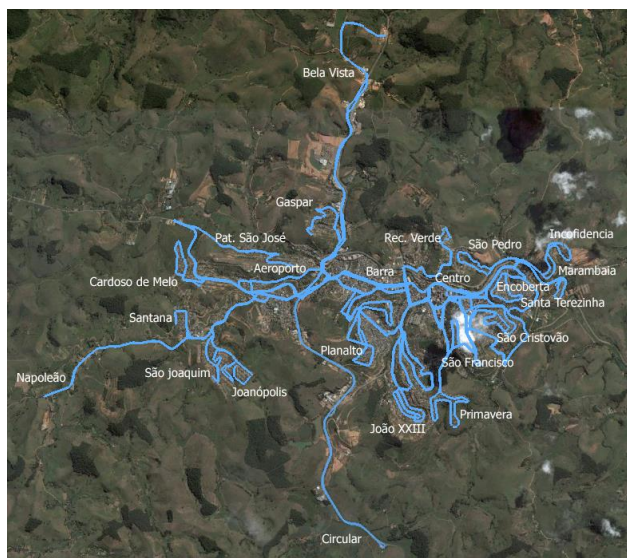 Bela Vista
Gaspar
Pat. São José
Rec. Verde
São Pedro
Incofidencia
Aeroporto
Barra
Centro
Marambaia
Cardoso de Melo
Encoberta
Santa Terezinha
Santana
São Cristovão
Planalto
São Francisco
São joaquim
Napoleão
Joanópolis
Primavera
João XXIII
Circular